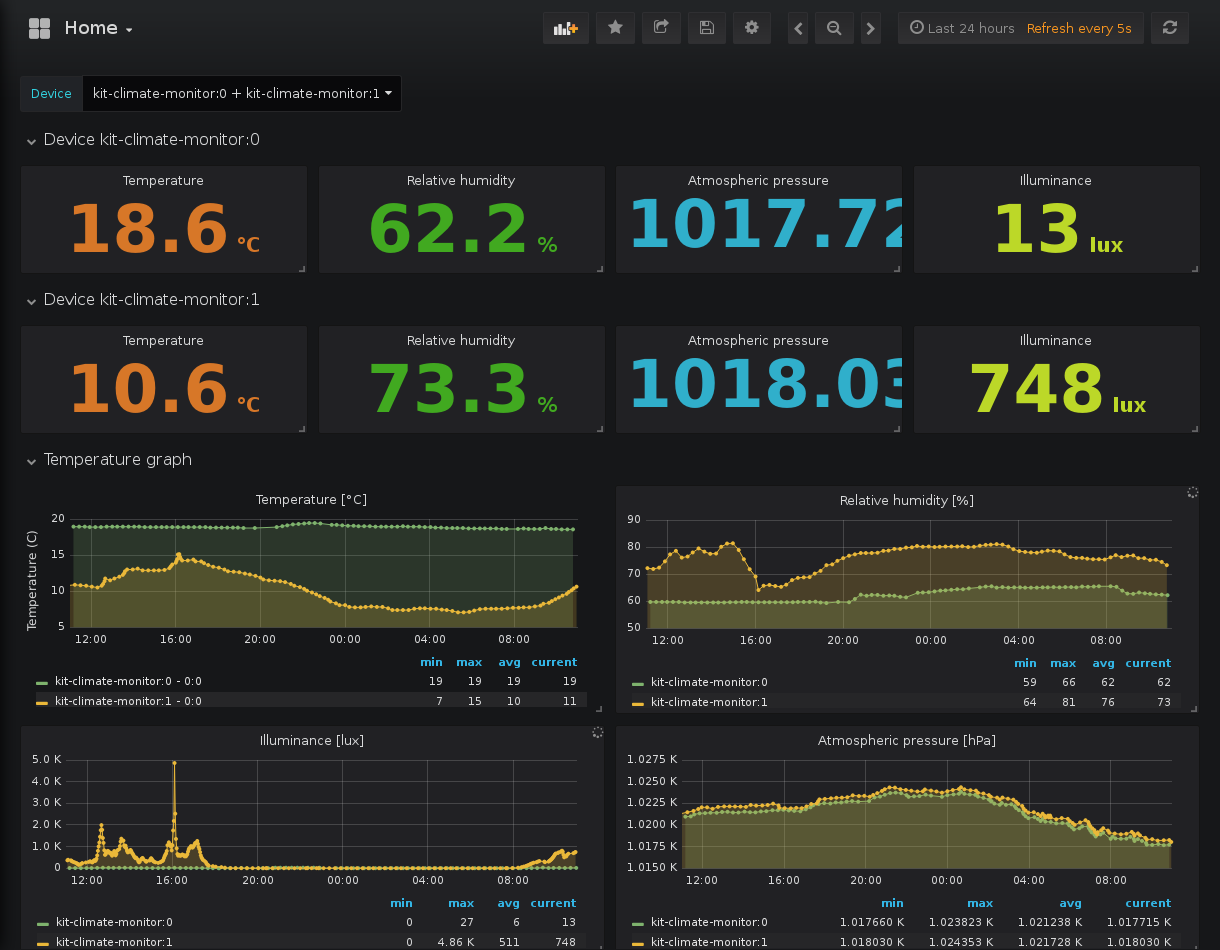 Home
Last 24 hours Refresh every 5s
Device kit-climate-monitor:0 + kit-climate-monitor:1
Device kit-climate-monitor:0
Temperature Relative humidity Atmospheric pressure Illuminance
18.6 °C 62.2 % 1017.72 13 lux
Device kit-climate-monitor:1
Temperature Relative humidity Atmospheric pressure Illuminance
10.6 °C 73.3 % 1018.03 748 lux
Temperature graph
Temperature [°C]
Temperature (C)
20
15
10
5
12:00 16:00 20:00 00:00 04:00 08:00
min max avg current
kit-climate-monitor:0 - 0:0 19 19 19 19
kit-climate-monitor:1 - 0:0 7 15 10 11
Relative humidity [%]
90
80
70
60
50
12:00 16:00 20:00 00:00 04:00 08:00
min max avg current
kit-climate-monitor:0 59 66 62 62
kit-climate-monitor:1 64 81 76 73
Illuminance [lux]
5.0 K
4.0 K
3.0 K
2.0 K
1.0 K
0
12:00 16:00 20:00 00:00 04:00 08:00
min max avg current
kit-climate-monitor:0 0 27 6 13
kit-climate-monitor:1 0 4.86 K 511 748
Atmospheric pressure [hPa]
1.0275 K
1.0250 K
1.0225 K
1.0200 K
1.0175 K
1.0150 K
12:00 16:00 20:00 00:00 04:00 08:00
min max avg current
kit-climate-monitor:0 1.017660 K 1.023823 K 1.021238 K 1.017715 K
kit-climate-monitor:1 1.018030 K 1.024353 K 1.021728 K 1.018030 K